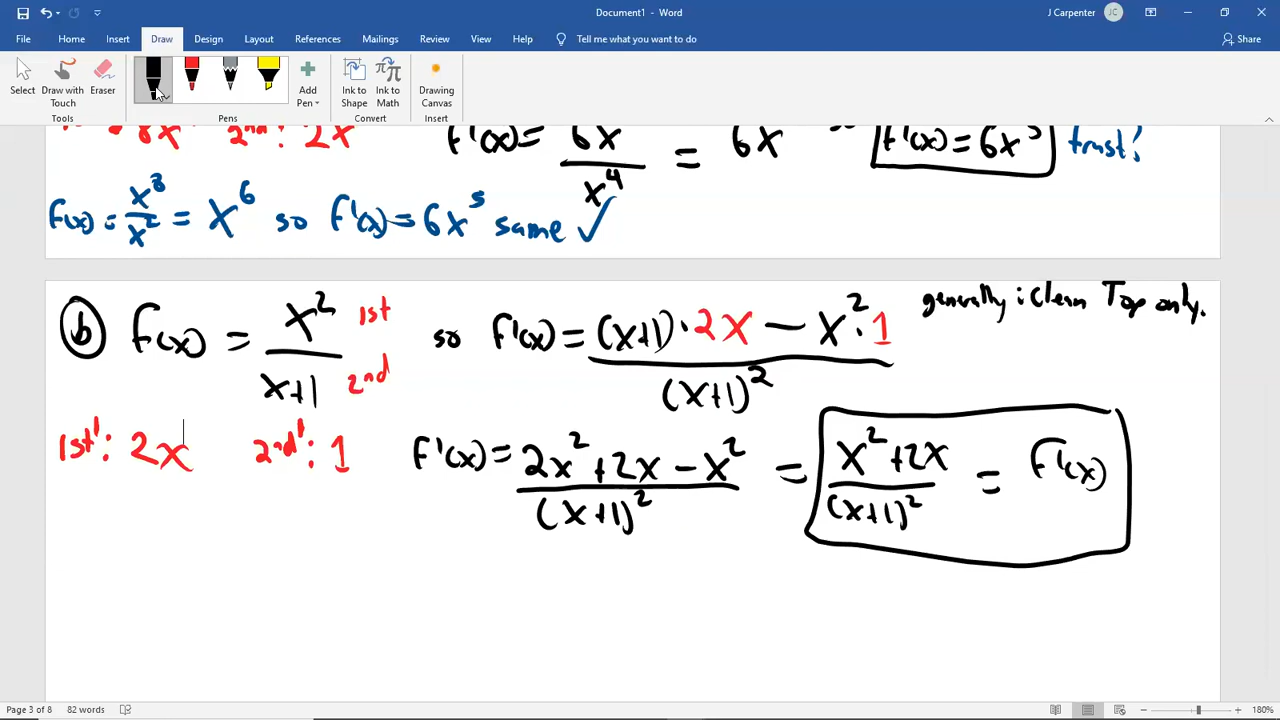 Document1 - Word
J Carpenter JC
File Home Insert Draw Design Layout References Mailings Review View Help Tell me what you want to do Share
Select Draw with Touch Eraser Add Pen Ink to Shape Ink to Math Drawing Canvas
Tools Pens Convert Insert
8x 2nd: 2x F'(x) = 6x / x⁴ = 6x so F'(x) = 6x⁵ trust?
F(x) = x⁸/x² = x⁶ so F'(x) = 6x⁵ same ✓
generally i clean Top only.
(b) F(x) = x² / x+1 1st 2nd so F'(x) = (x+1)·2x − x²·1 / (x+1)²
1st': 2x 2nd': 1 F'(x) = 2x²+2x−x² / (x+1)² = x²+2x / (x+1)² = F'(x)
Page 3 of 8 82 words 180%